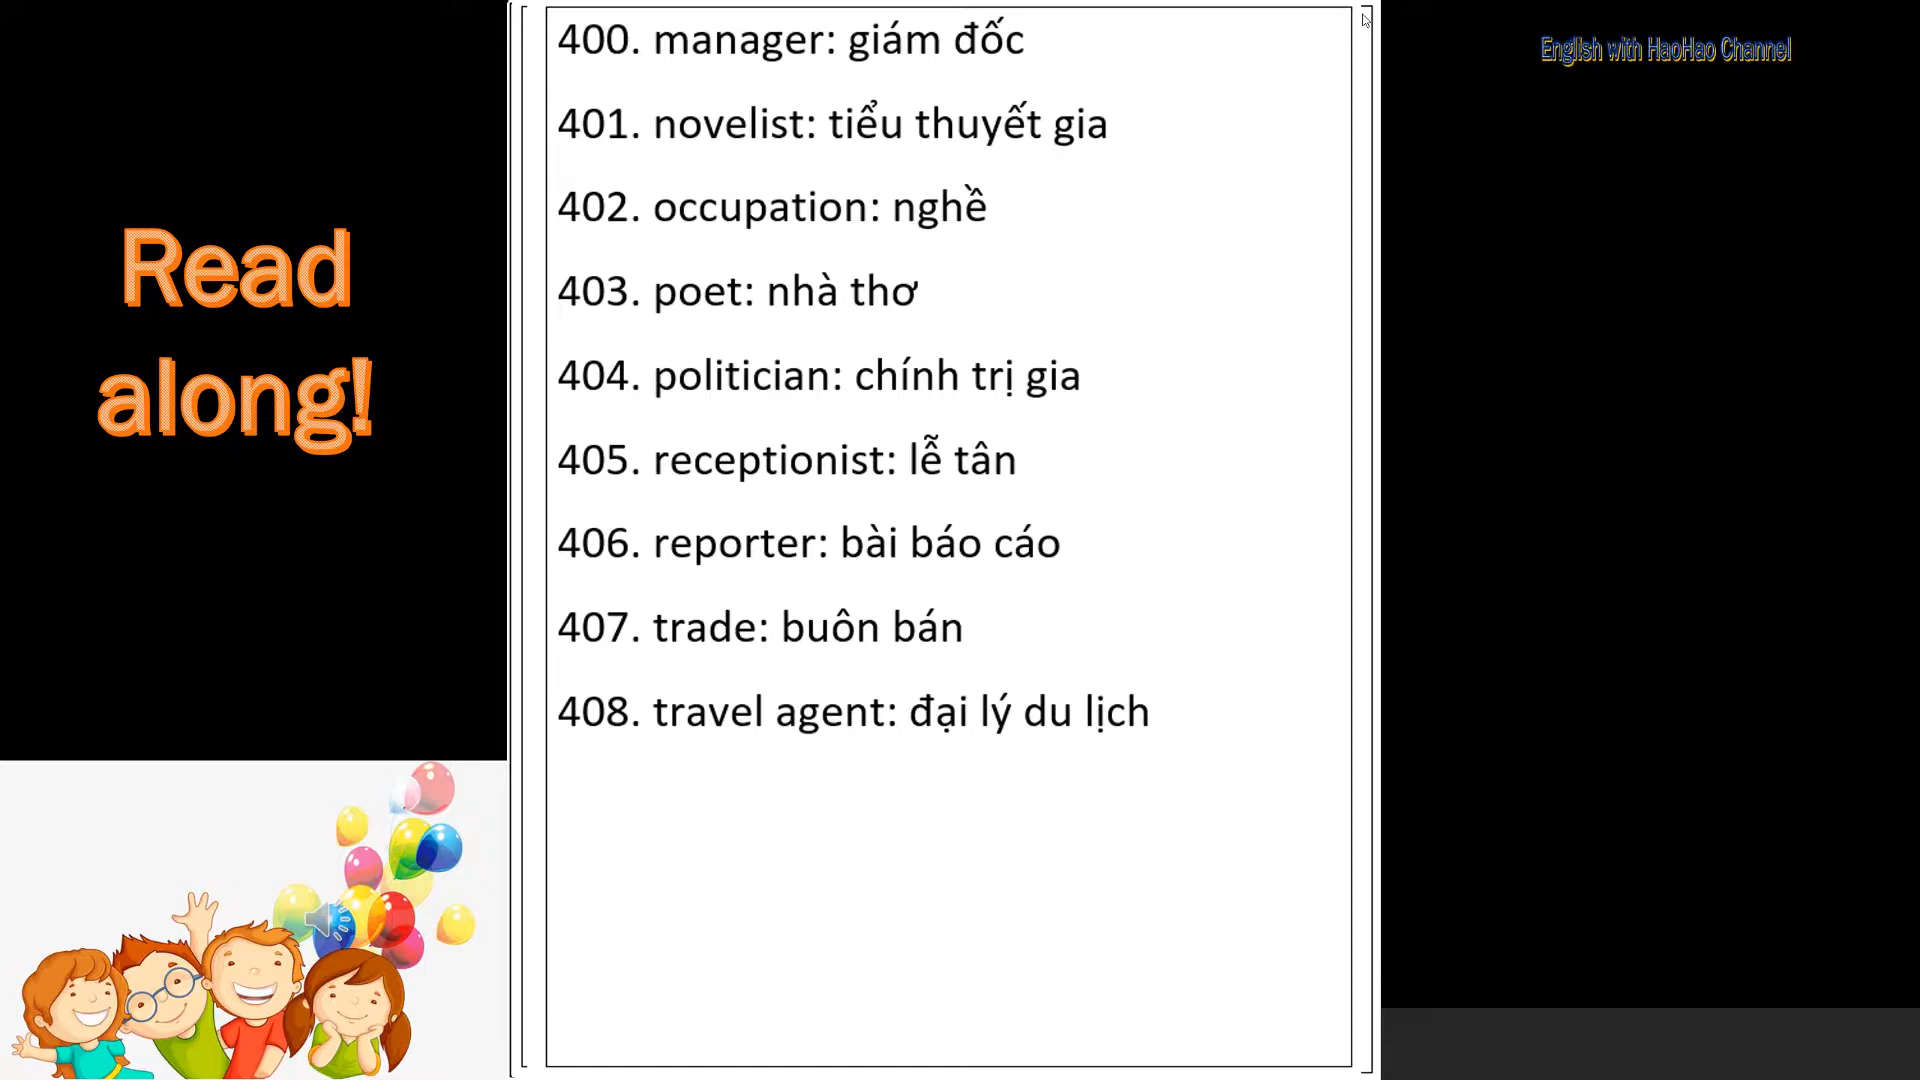 English with HaoHao Channel
Read
along!
400. manager: giám đốc
401. novelist: tiểu thuyết gia
402. occupation: nghề
403. poet: nhà thơ
404. politician: chính trị gia
405. receptionist: lễ tân
406. reporter: bài báo cáo
407. trade: buôn bán
408. travel agent: đại lý du lịch